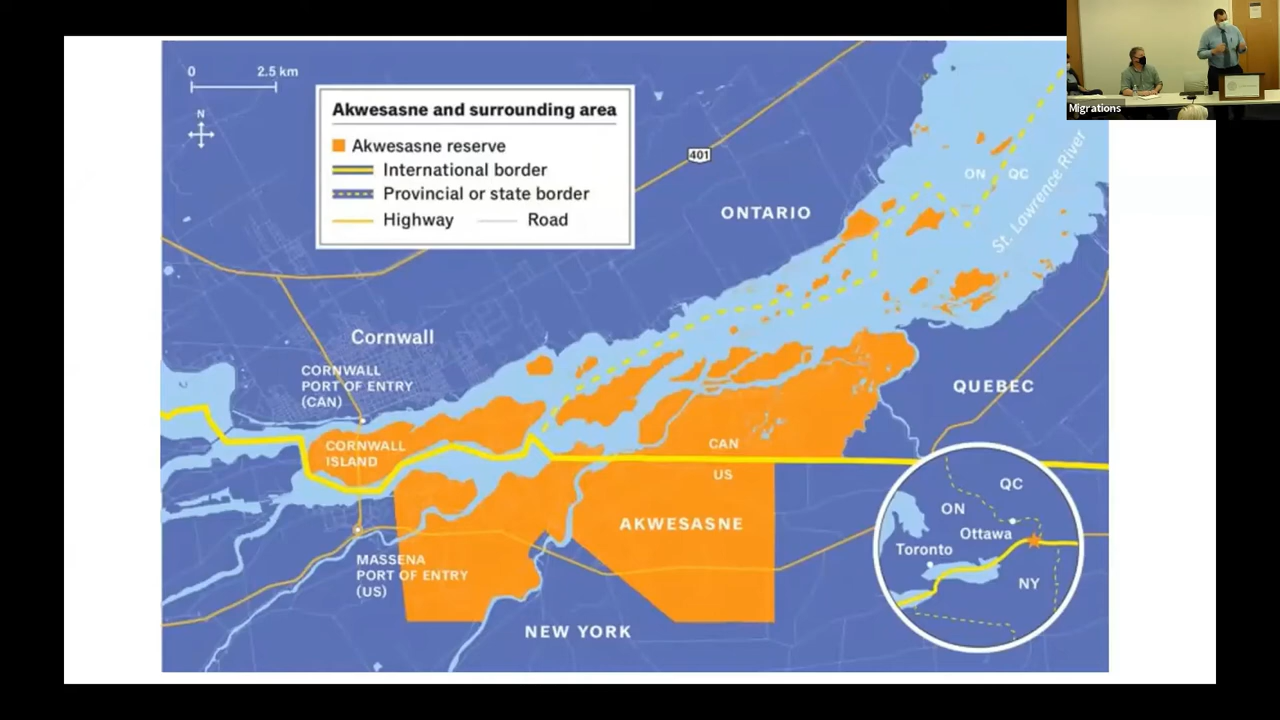 0 2.5 km
N
Akwesasne and surrounding area
Akwesasne reserve
International border
Provincial or state border
Highway Road
401
Migrations
ON QC
St. Lawrence River
ONTARIO
Cornwall
CORNWALL
PORT OF ENTRY
(CAN)
QUEBEC
CORNWALL
ISLAND
CAN
US
AKWESASNE
MASSENA
PORT OF ENTRY
(US)
NEW YORK
QC
ON
Ottawa
Toronto
NY